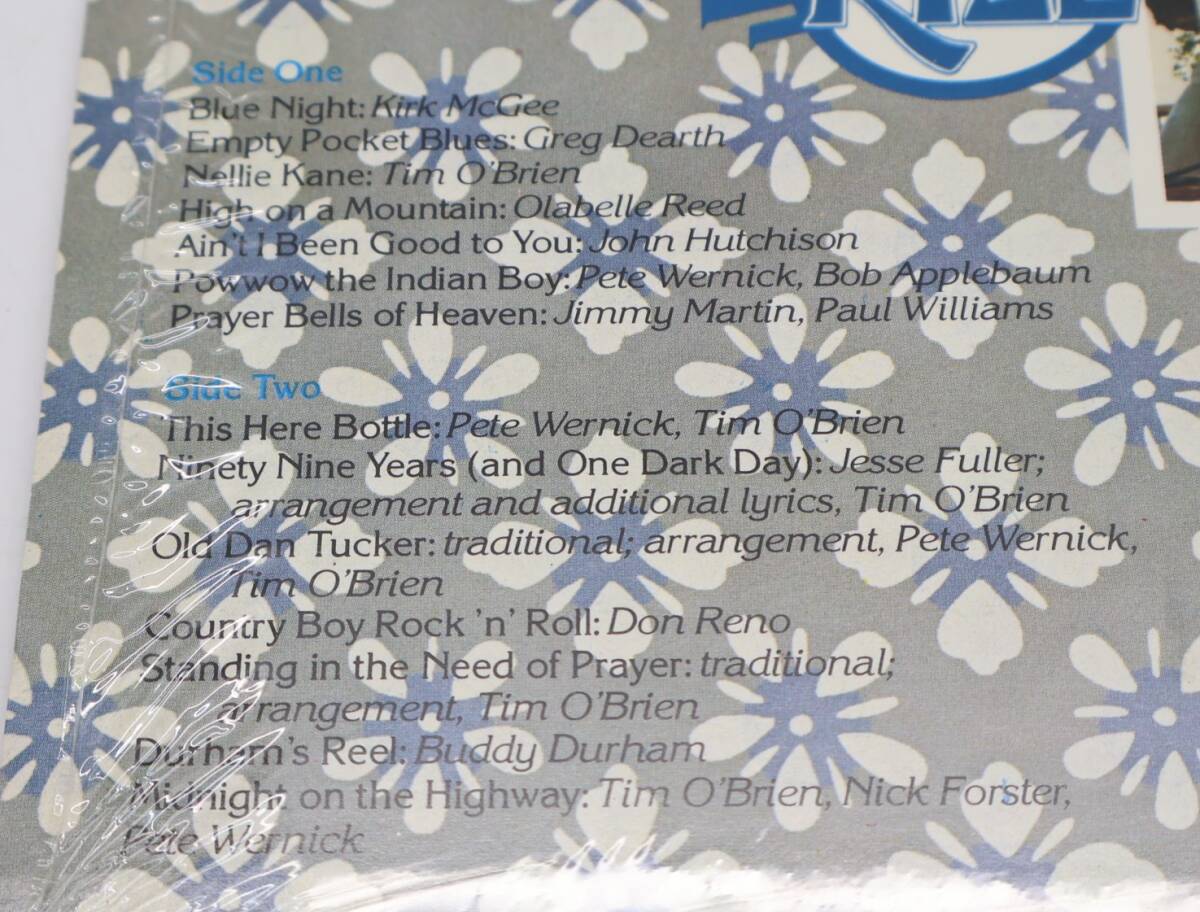 Side One
Blue Night: Kirk McGee
Empty Pocket Blues: Greg Dearth
Nellie Kane: Tim O'Brien
High on a Mountain: Olabelle Reed
Ain't I Been Good to You: John Hutchison
Powwow the Indian Boy: Pete Wernick, Bob Applebaum
Prayer Bells of Heaven: Jimmy Martin, Paul Williams
Side Two
This Here Bottle: Pete Wernick, Tim O'Brien
Ninety Nine Years (and One Dark Day): Jesse Fuller;
arrangement and additional lyrics, Tim O'Brien
Old Dan Tucker: traditional; arrangement, Pete Wernick,
Tim O'Brien
Country Boy Rock 'n' Roll: Don Reno
Standing in the Need of Prayer: traditional;
arrangement, Tim O'Brien
Durham's Reel: Buddy Durham
Midnight on the Highway: Tim O'Brien, Nick Forster,
Pete Wernick